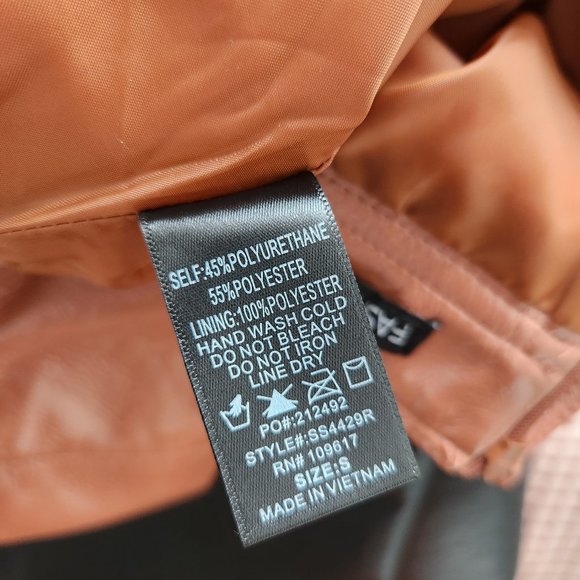 SELF:45%POLYURETHANE
55%POLYESTER
LINING:100%POLYESTER
HAND WASH COLD
DO NOT BLEACH
DO NOT IRON
LINE DRY
PO#:212492
STYLE#:SS4429R
RN# 109617
SIZE:S
MADE IN VIETNAM